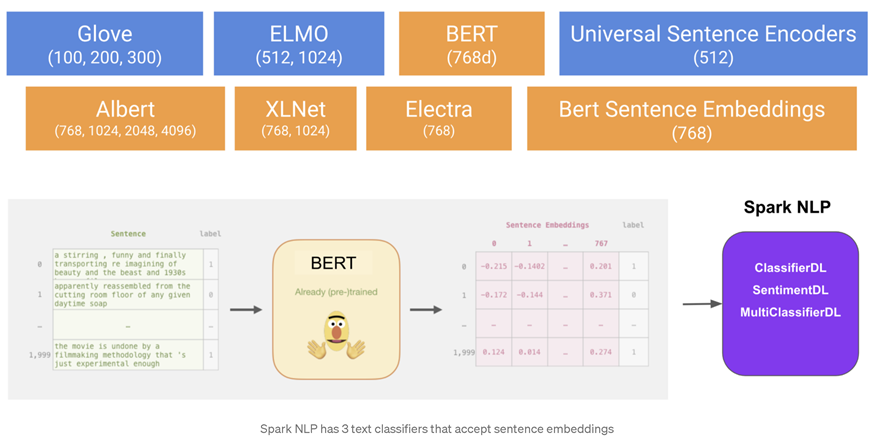 Glove
(100, 200, 300)
ELMO
(512, 1024)
BERT
(768d)
Universal Sentence Encoders
(512)
Albert
(768, 1024, 2048, 4096)
XLNet
(768, 1024)
Electra
(768)
Bert Sentence Embeddings
(768)
Sentence label
0 a stirring , funny and finally transporting re imagining of beauty and the beast and 1930s 1
1 apparently reassembled from the cutting room floor of any given daytime soap 0
… … …
1,999 the movie is undone by a filmmaking methodology that 's just experimental enough 1
BERT
Already (pre-)trained
Sentence Embeddings label
0 1 … 767
0 -0.215 -0.1402 … 0.201 1
1 -0.172 -0.144 … 0.371 0
… … … … … …
1,999 0.124 0.014 … 0.274 1
Spark NLP
ClassifierDL
SentimentDL
MultiClassifierDL
Spark NLP has 3 text classifiers that accept sentence embeddings